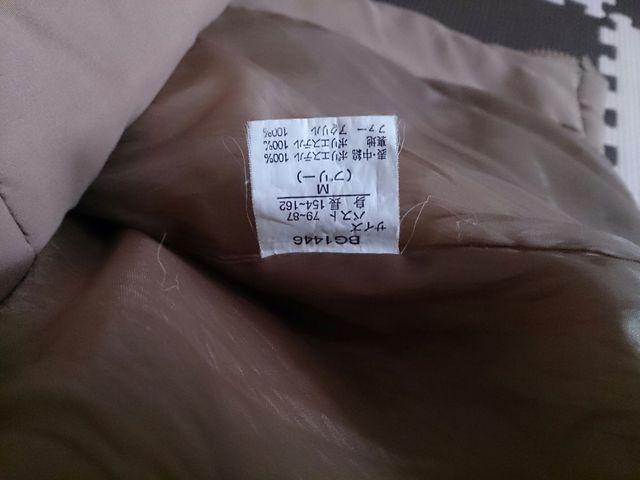 BG1446
サイズ
バスト 79~87
身長 154~162
M
(フリー)
表・中綿 ポリエステル 100%
裏地 ポリエステル 100%
ファー アクリル 100%